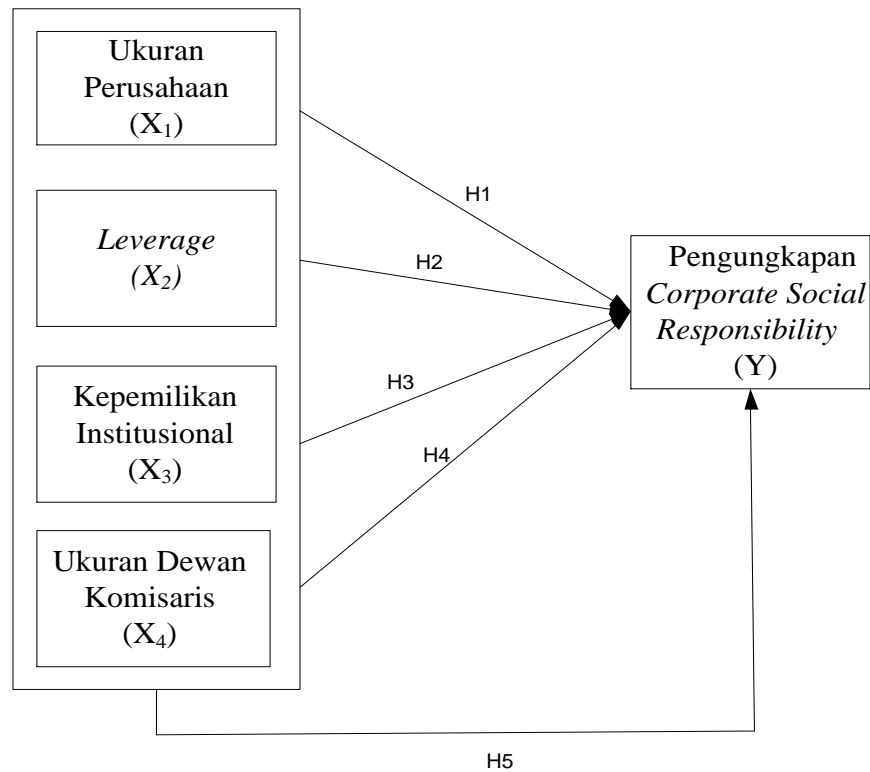 Ukuran
Perusahaan
(X₁)
Leverage
(X₂)
Kepemilikan
Institusional
(X₃)
Ukuran Dewan
Komisaris
(X₄)
H1
H2
H3
H4
Pengungkapan
Corporate Social
Responsibility
(Y)
H5